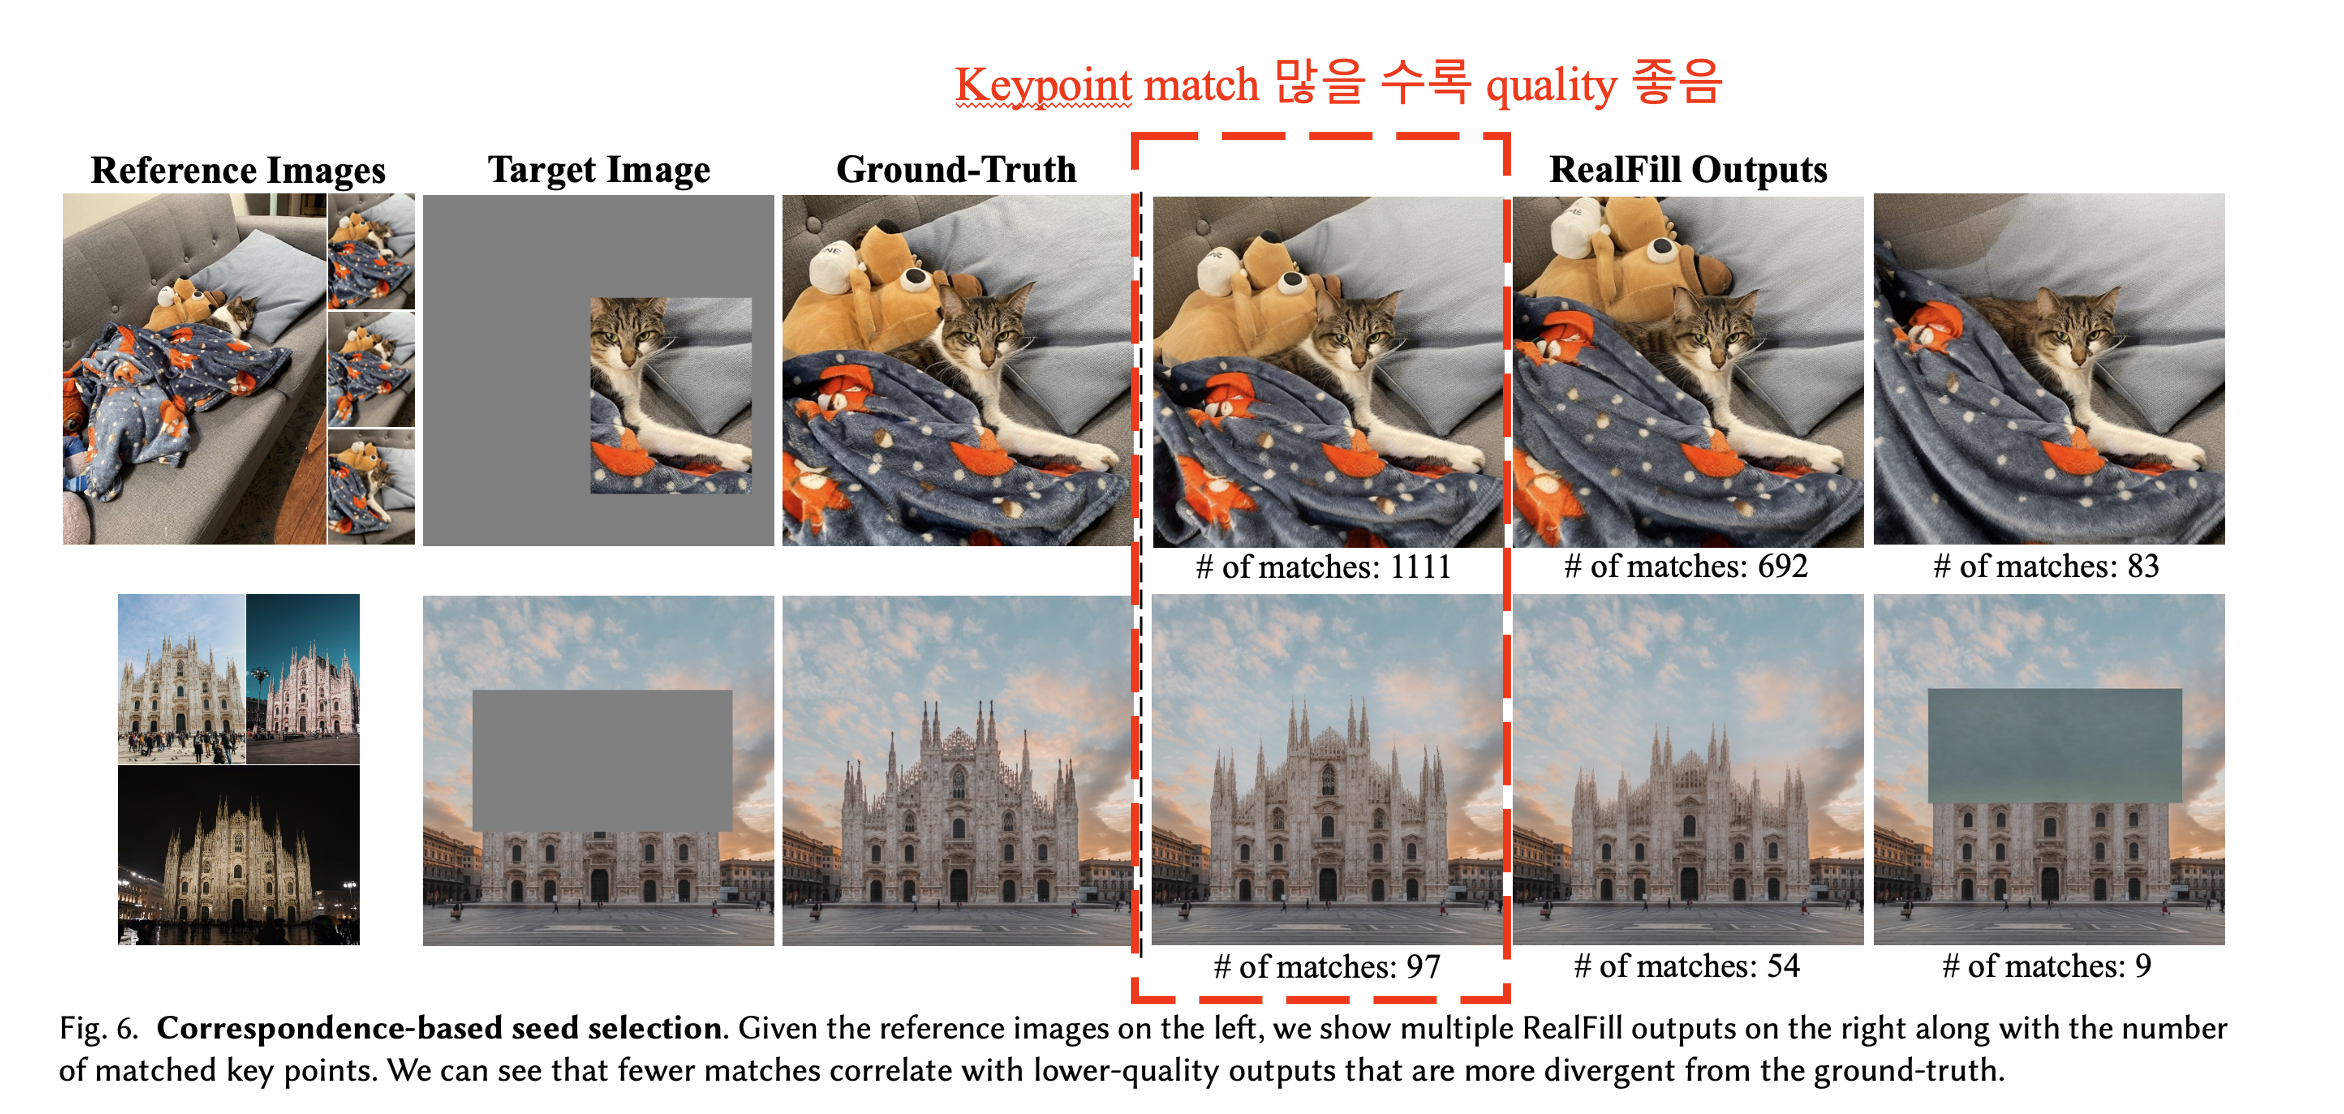 Keypoint match 많을 수록 quality 좋음
Reference Images
Target Image
Ground-Truth
RealFill Outputs
# of matches: 1111
# of matches: 692
# of matches: 83
# of matches: 97
# of matches: 54
# of matches: 9
Fig. 6. Correspondence-based seed selection. Given the reference images on the left, we show multiple RealFill outputs on the right along with the number
of matched key points. We can see that fewer matches correlate with lower-quality outputs that are more divergent from the ground-truth.